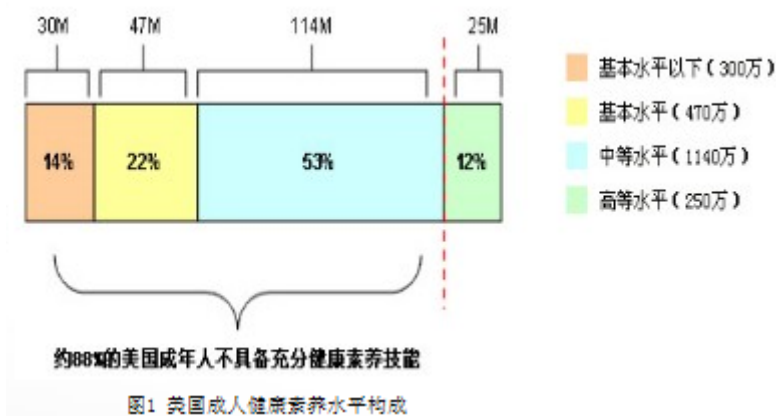 30M 47M 114M 25M
14% 22% 53% 12%
基本水平以下(300万)
基本水平(470万)
中等水平(1140万)
高等水平(250万)
约88%的美国成年人不具备充分健康素养技能
图1 美国成人健康素养水平构成